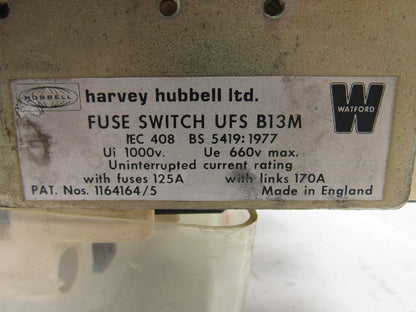 HUBBELL
harvey hubbell ltd.
WATFORD
W
FUSE SWITCH UFS B13M
IEC 408 BS 5419:1977
Ui 1000v. Ue 660v max.
Uninterrupted current rating
with fuses 125A with links 170A
PAT. Nos. 1164164/5 Made in England